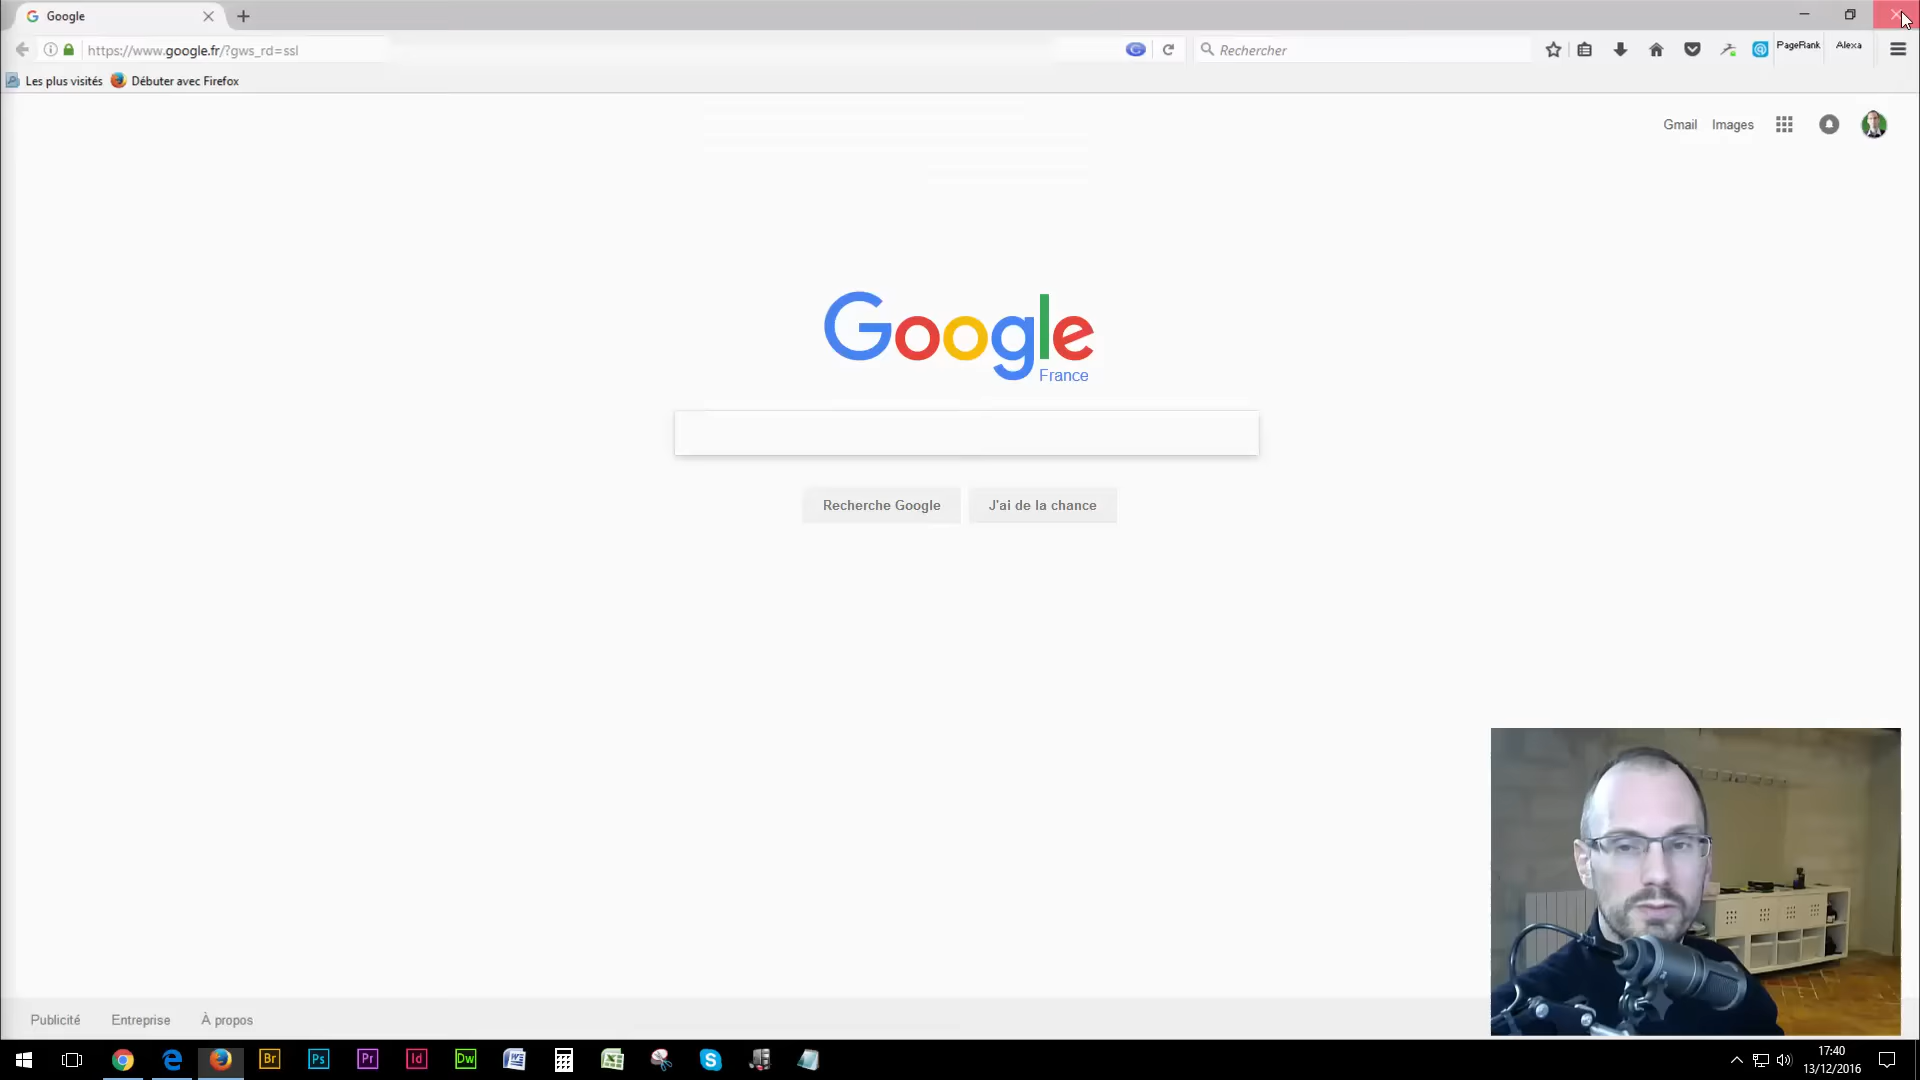 Google
https://www.google.fr/?gws_rd=ssl
Rechercher
PageRank
Alexa
Les plus visités
Débuter avec Firefox
Gmail
Images
Google
France
Recherche Google
J'ai de la chance
Publicité
Entreprise
À propos
Br
Ps
Pr
Id
Dw
17:40
13/12/2016